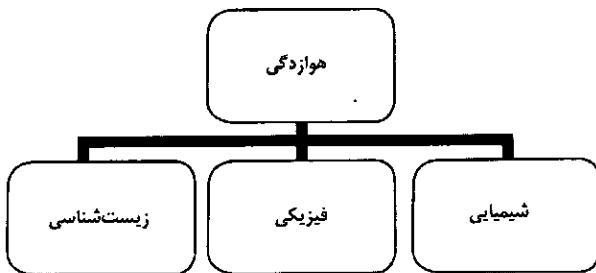 هوازدگی
شیمیایی
فیزیکی
زیست‌شناسی